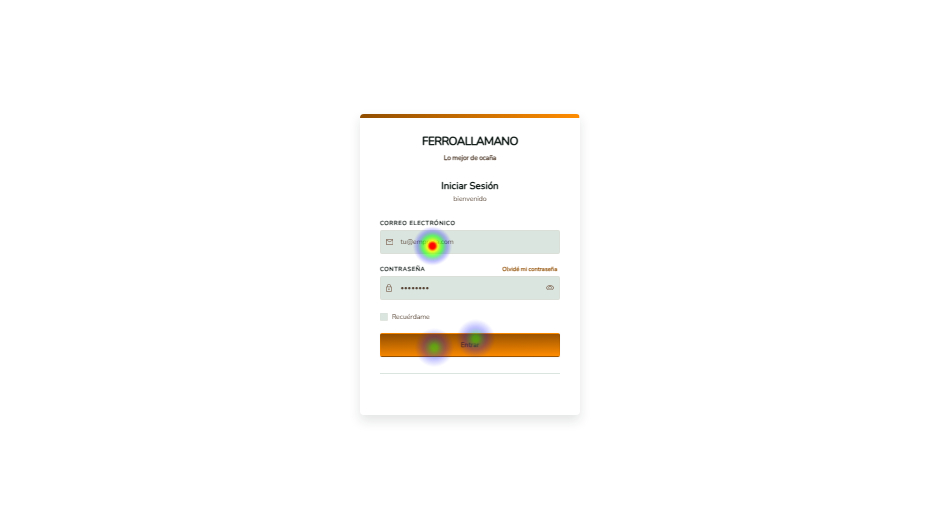 FERROALLAMANO
Lo mejor de ocaña
Iniciar Sesión
bienvenido
CORREO ELECTRÓNICO
CONTRASEÑA Olvidé mi contraseña
••••••••
Recuérdame
Entrar